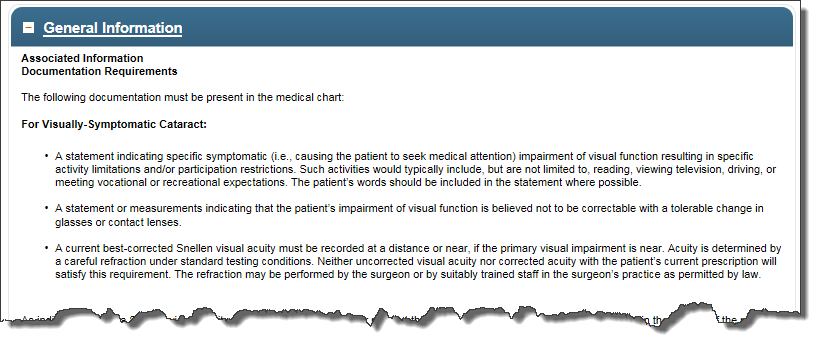 General Information
Associated Information
Documentation Requirements
The following documentation must be present in the medical chart:
For Visually-Symptomatic Cataract:
• A statement indicating specific symptomatic (i.e., causing the patient to seek medical attention) impairment of visual function resulting in specific
activity limitations and/or participation restrictions. Such activities would typically include, but are not limited to, reading, viewing television, driving, or
meeting vocational or recreational expectations. The patient's words should be included in the statement where possible.
• A statement or measurements indicating that the patient's impairment of visual function is believed not to be correctable with a tolerable change in
glasses or contact lenses.
• A current best-corrected Snellen visual acuity must be recorded at a distance or near, if the primary visual impairment is near. Acuity is determined by
a careful refraction under standard testing conditions. Neither uncorrected visual acuity nor corrected acuity with the patient's current prescription will
satisfy this requirement. The refraction may be performed by the surgeon or by suitably trained staff in the surgeon's practice as permitted by law.